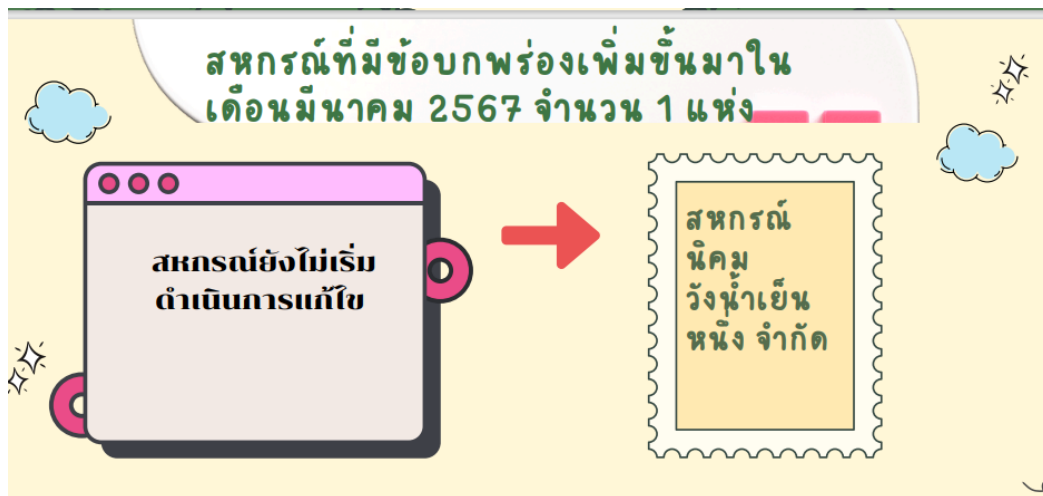 สหกรณ์ที่มีข้อบกพร่องเพิ่มขึ้นมาใน
เดือนมีนาคม 2567 จำนวน 1 แห่ง
สหกรณ์ยังไม่เริ่ม
ดำเนินการแก้ไข
สหกรณ์
นิคม
วังน้ำเย็น
หนึ่ง จำกัด